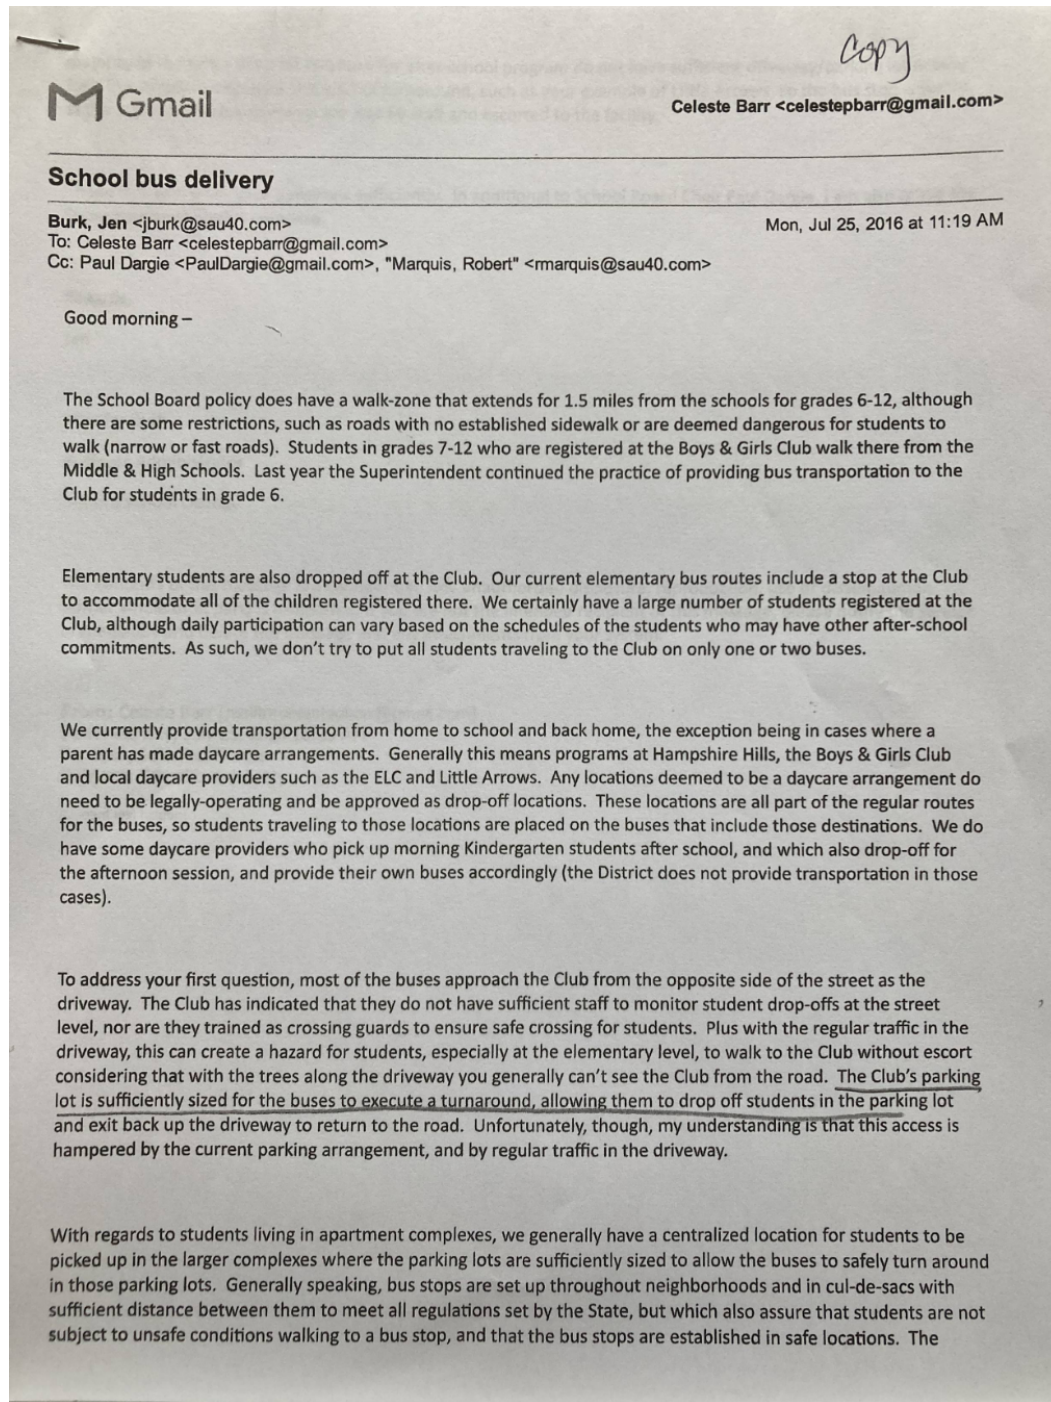 Copy
Gmail
Celeste Barr <celestepbarr@gmail.com>
School bus delivery
Burk, Jen <jburk@sau40.com>
Mon, Jul 25, 2016 at 11:19 AM
To: Celeste Barr <celestepbarr@gmail.com>
Cc: Paul Dargie <PaulDargie@gmail.com>, "Marquis, Robert" <rmarquis@sau40.com>
Good morning –
The School Board policy does have a walk-zone that extends for 1.5 miles from the schools for grades 6-12, although
there are some restrictions, such as roads with no established sidewalk or are deemed dangerous for students to
walk (narrow or fast roads). Students in grades 7-12 who are registered at the Boys & Girls Club walk there from the
Middle & High Schools. Last year the Superintendent continued the practice of providing bus transportation to the
Club for students in grade 6.
Elementary students are also dropped off at the Club. Our current elementary bus routes include a stop at the Club
to accommodate all of the children registered there. We certainly have a large number of students registered at the
Club, although daily participation can vary based on the schedules of the students who may have other after-school
commitments. As such, we don't try to put all students traveling to the Club on only one or two buses.
We currently provide transportation from home to school and back home, the exception being in cases where a
parent has made daycare arrangements. Generally this means programs at Hampshire Hills, the Boys & Girls Club
and local daycare providers such as the ELC and Little Arrows. Any locations deemed to be a daycare arrangement do
need to be legally-operating and be approved as drop-off locations. These locations are all part of the regular routes
for the buses, so students traveling to those locations are placed on the buses that include those destinations. We do
have some daycare providers who pick up morning Kindergarten students after school, and which also drop-off for
the afternoon session, and provide their own buses accordingly (the District does not provide transportation in those
cases).
To address your first question, most of the buses approach the Club from the opposite side of the street as the
driveway. The Club has indicated that they do not have sufficient staff to monitor student drop-offs at the street
level, nor are they trained as crossing guards to ensure safe crossing for students. Plus with the regular traffic in the
driveway, this can create a hazard for students, especially at the elementary level, to walk to the Club without escort
considering that with the trees along the driveway you generally can't see the Club from the road. The Club's parking
lot is sufficiently sized for the buses to execute a turnaround, allowing them to drop off students in the parking lot
and exit back up the driveway to return to the road. Unfortunately, though, my understanding is that this access is
hampered by the current parking arrangement, and by regular traffic in the driveway.
With regards to students living in apartment complexes, we generally have a centralized location for students to be
picked up in the larger complexes where the parking lots are sufficiently sized to allow the buses to safely turn around
in those parking lots. Generally speaking, bus stops are set up throughout neighborhoods and in cul-de-sacs with
sufficient distance between them to meet all regulations set by the State, but which also assure that students are not
subject to unsafe conditions walking to a bus stop, and that the bus stops are established in safe locations. The